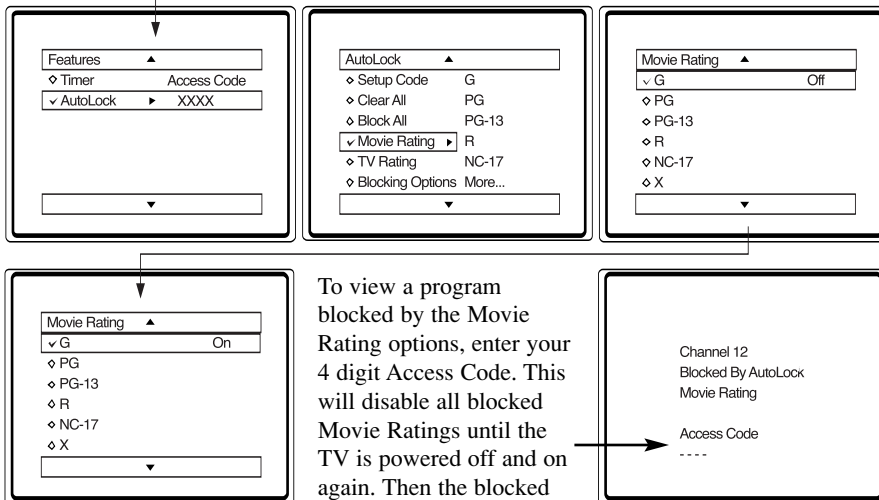 Features
Timer Access Code
AutoLock XXXX
AutoLock
Setup Code G
Clear All PG
Block All PG-13
Movie Rating R
TV Rating NC-17
Blocking Options More...
Movie Rating
G Off
PG
PG-13
R
NC-17
X
Movie Rating
G On
PG
PG-13
R
NC-17
X
To view a program
blocked by the Movie
Rating options, enter your
4 digit Access Code. This
will disable all blocked
Movie Ratings until the
TV is powered off and on
again. Then the blocked
Channel 12
Blocked By AutoLock
Movie Rating
Access Code
- - - -